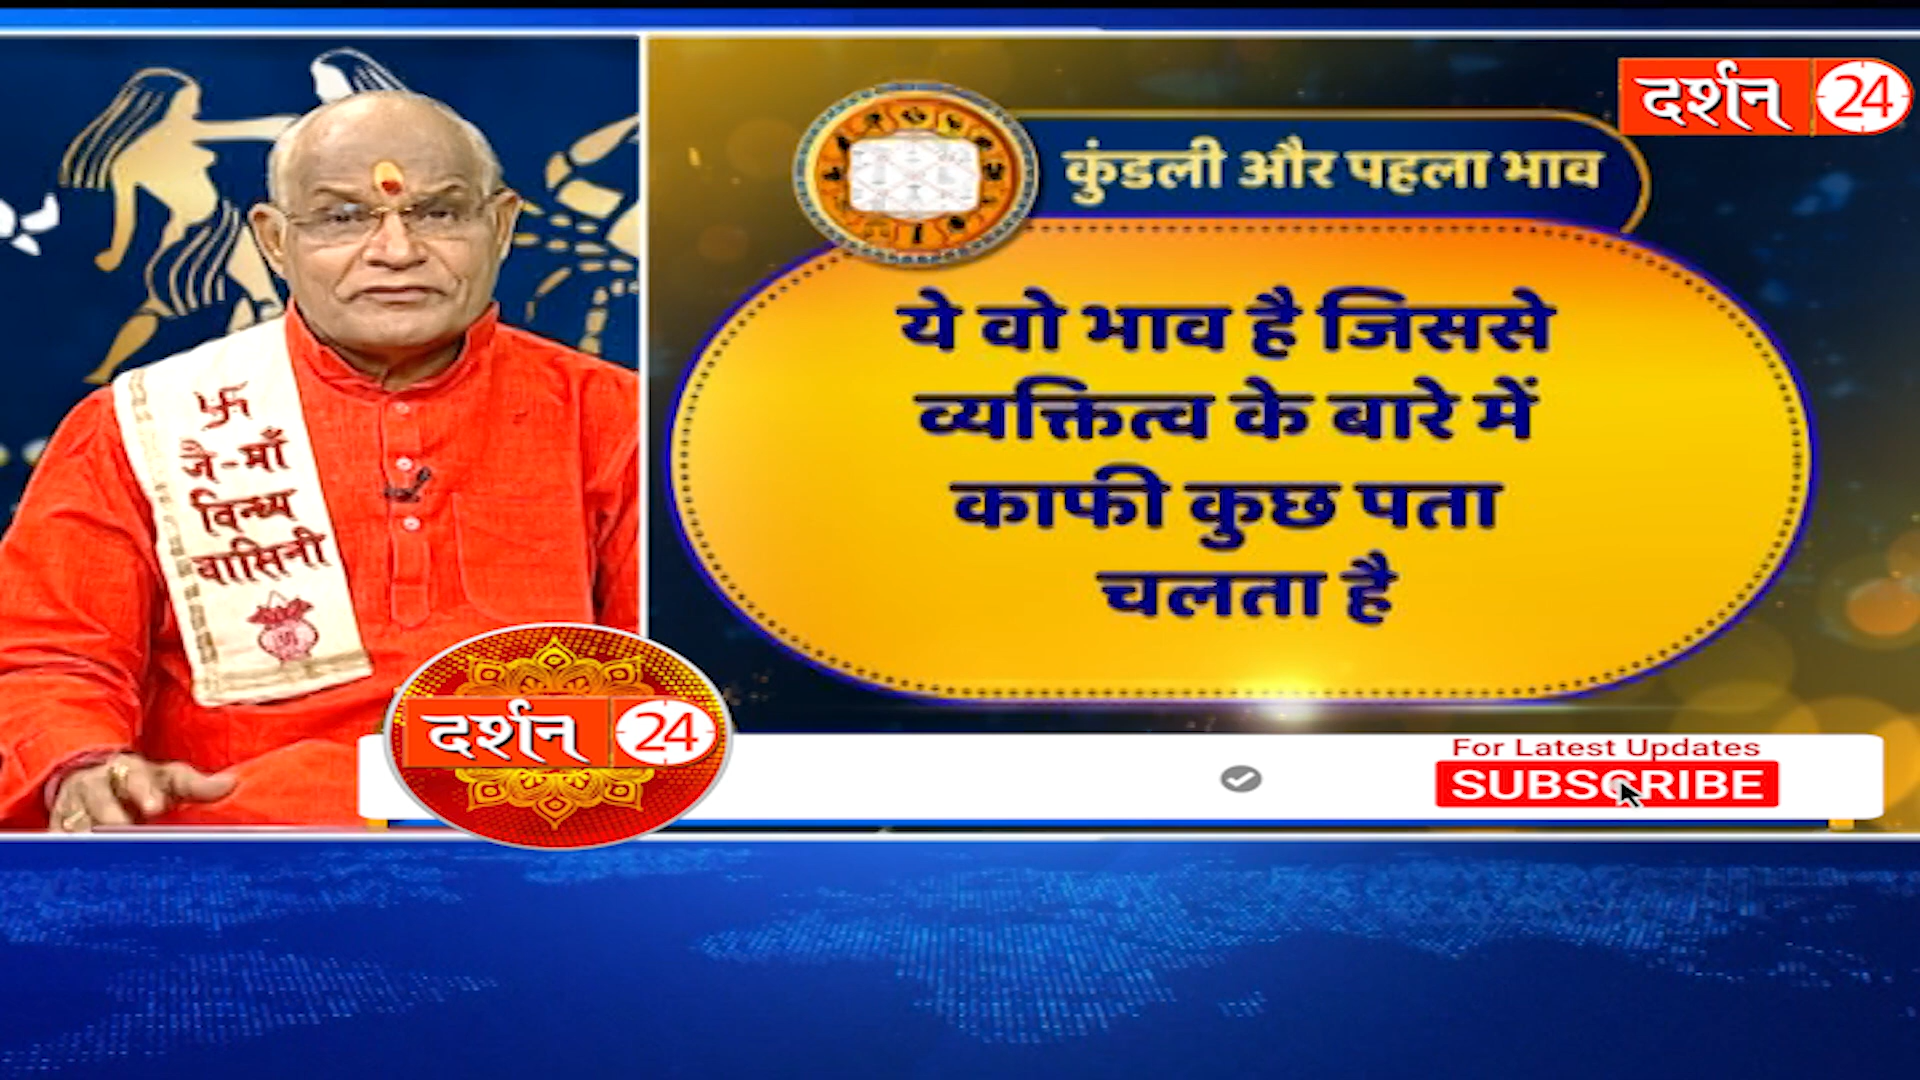 दर्शन 24
कुंडली और पहला भाव
ये वो भाव है जिससे
व्यक्तित्व के बारे में
काफी कुछ पता
चलता है
जै-माँ
विन्ध्य
वासिनी
दर्शन 24
For Latest Updates
SUBSCRIBE